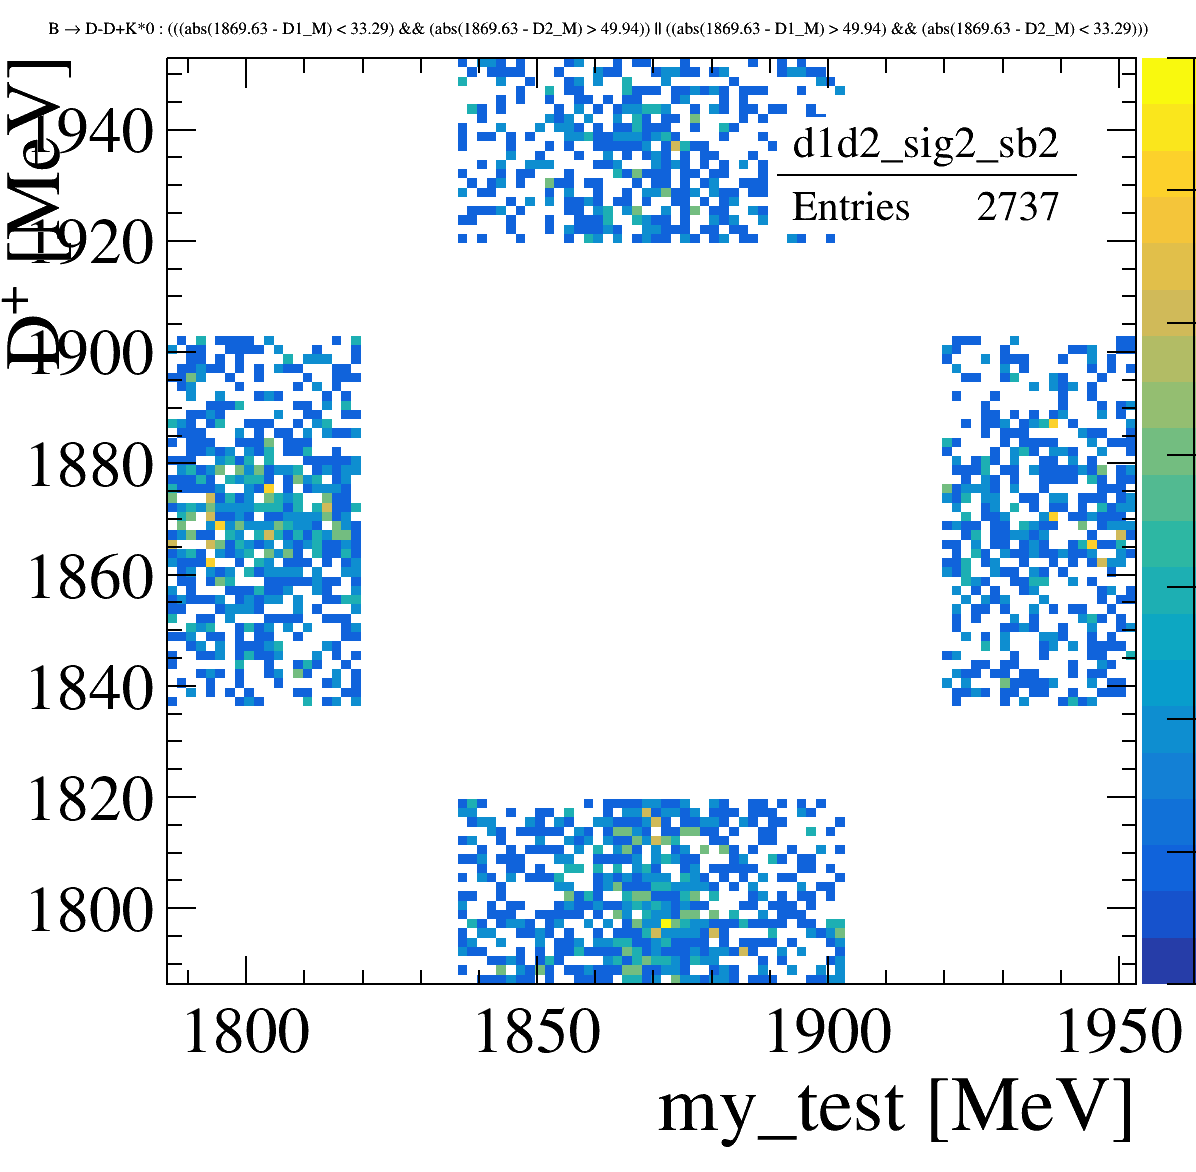 B → D-D+K*0 : (((abs(1869.63 - D1_M) < 33.29) && (abs(1869.63 - D2_M) > 49.94)) || ((abs(1869.63 - D1_M) > 49.94) && (abs(1869.63 - D2_M) < 33.29)))
D⁺ [MeV]
1940
1920
1900
1880
1860
1840
1820
1800
d1d2_sig2_sb2
Entries 2737
1800 1850 1900 1950
my_test [MeV]